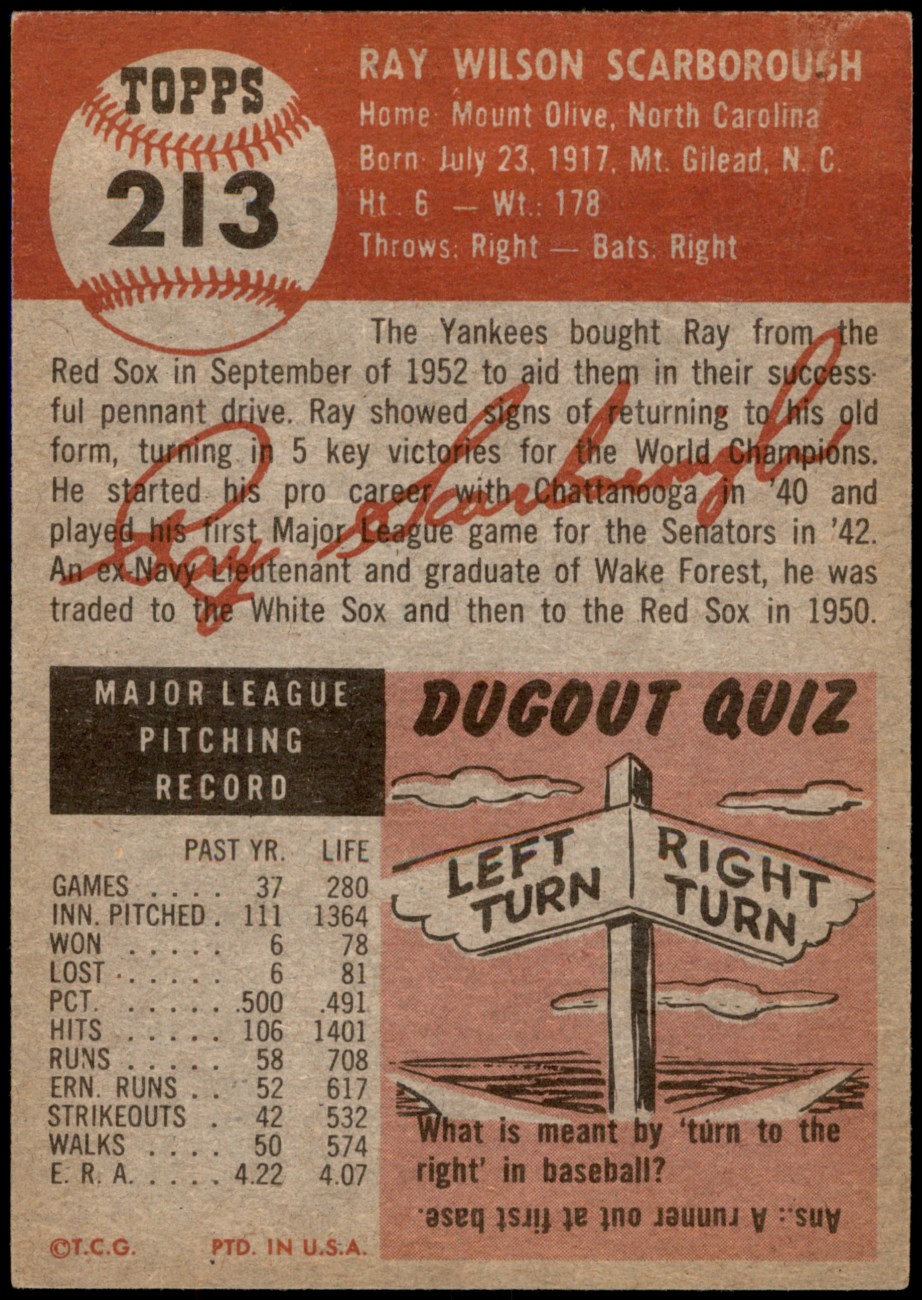 TOPPS
213
RAY WILSON SCARBOROUGH
Home: Mount Olive, North Carolina
Born: July 23, 1917, Mt. Gilead, N. C.
Ht. 6 — Wt.: 178
Throws: Right — Bats: Right
The Yankees bought Ray from the
Red Sox in September of 1952 to aid them in their success-
ful pennant drive. Ray showed signs of returning to his old
form, turning in 5 key victories for the World Champions.
He started his pro career with Chattanooga in '40 and
played his first Major League game for the Senators in '42.
An ex-Navy Lieutenant and graduate of Wake Forest, he was
traded to the White Sox and then to the Red Sox in 1950.
Ray Scarborough
MAJOR LEAGUE
PITCHING
RECORD
PAST YR. LIFE
GAMES .... 37 280
INN. PITCHED . 111 1364
WON ..... 6 78
LOST ..... 6 81
PCT. ..... .500 .491
HITS ..... 106 1401
RUNS ..... 58 708
ERN. RUNS .. 52 617
STRIKEOUTS . 42 532
WALKS .... 50 574
E. R. A. ..... 4.22 4.07
©T.C.G. PTD. IN U.S.A.
DUGOUT QUIZ
LEFT
TURN
RIGHT
TURN
What is meant by 'turn to the
right' in baseball?
Ans.: A runner out at first base.